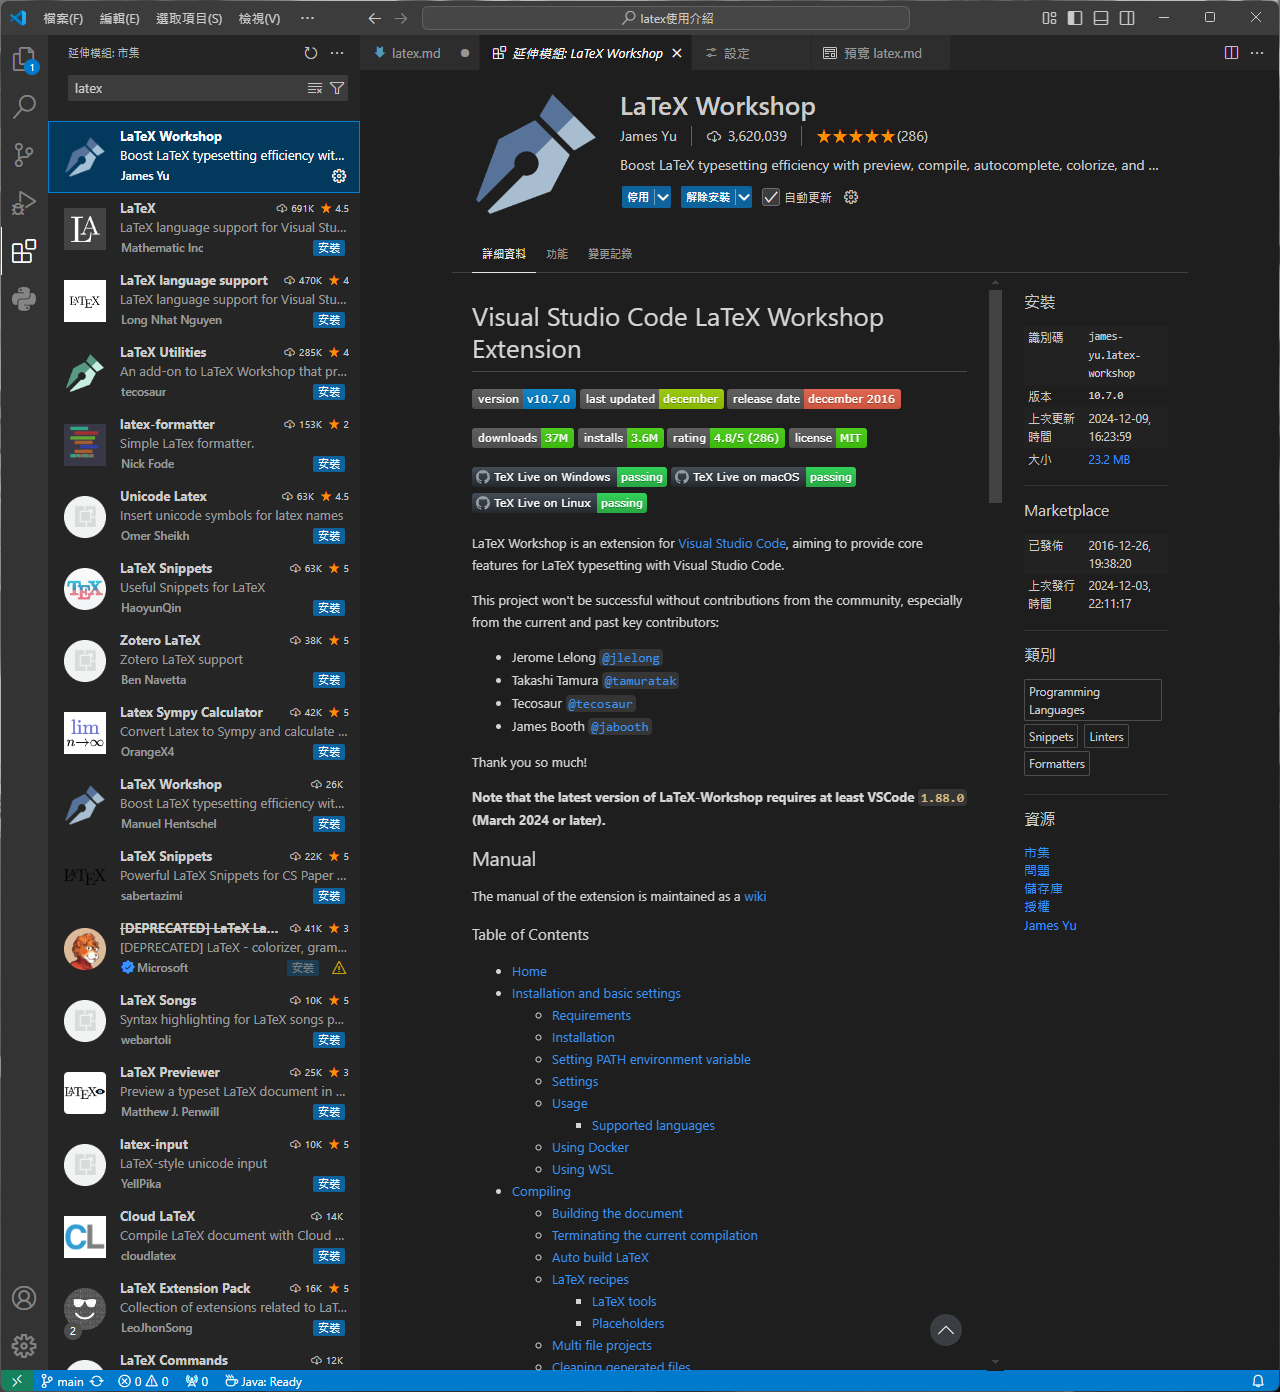 檔案(F) 編輯(E) 選取項目(S) 檢視(V) ··· latex使用介紹
延伸模組: 市集
latex.md
延伸模組: LaTeX Workshop
設定
預覽 latex.md
1
latex
LaTeX Workshop
Boost LaTeX typesetting efficiency wit...
James Yu
LaTeX 691K 4.5
LaTeX language support for Visual Stu...
Mathematic Inc 安裝
LaTeX language support 470K 4
LaTeX language support for Visual Stu...
Long Nhat Nguyen 安裝
LaTeX Utilities 285K 4
An add-on to LaTeX Workshop that pr...
tecosaur 安裝
latex-formatter 153K 2
Simple LaTex formatter.
Nick Fode 安裝
Unicode Latex 63K 4.5
Insert unicode symbols for latex names
Omer Sheikh 安裝
TEX
LaTeX Snippets 63K 5
Useful Snippets for LaTeX
HaoyunQin 安裝
Zotero LaTeX 38K 5
Zotero LaTeX support
Ben Navetta 安裝
lim
n→∞
Latex Sympy Calculator 42K 5
Convert Latex to Sympy and calculate ...
OrangeX4 安裝
LaTeX Workshop 26K
Boost LaTeX typesetting efficiency wit...
Manuel Hentschel 安裝
LATEX
LaTeX Snippets 22K 5
Powerful LaTeX Snippets for CS Paper ...
sabertazimi 安裝
[DEPRECATED] LaTeX La... 41K 3
[DEPRECATED] LaTeX - colorizer, gram...
Microsoft 安裝
LaTeX Songs 10K 5
Syntax highlighting for LaTeX songs p...
webartoli 安裝
LATEX
LaTeX Previewer 25K 3
Preview a typeset LaTeX document in ...
Matthew J. Penwill 安裝
latex-input 10K 5
LaTeX-style unicode input
YellPika 安裝
CL
Cloud LaTeX 14K
Compile LaTeX document with Cloud ...
cloudlatex 安裝
2
LaTeX Extension Pack 16K 5
Collection of extensions related to LaT...
LeoJhonSong 安裝
LaTeX Commands 12K
LaTeX Workshop
James Yu 3,620,039 (286)
Boost LaTeX typesetting efficiency with preview, compile, autocomplete, colorize, and ...
停用 解除安裝 自動更新
詳細資料 功能 變更記錄
Visual Studio Code LaTeX Workshop
Extension
version v10.7.0 last updated december release date december 2016
downloads 37M installs 3.6M rating 4.8/5 (286) license MIT
TeX Live on Windows passing TeX Live on macOS passing
TeX Live on Linux passing
LaTeX Workshop is an extension for Visual Studio Code, aiming to provide core
features for LaTeX typesetting with Visual Studio Code.
This project won't be successful without contributions from the community, especially
from the current and past key contributors:
• Jerome Lelong @jlelong
• Takashi Tamura @tamuratak
• Tecosaur @tecosaur
• James Booth @jabooth
Thank you so much!
Note that the latest version of LaTeX-Workshop requires at least VSCode 1.88.0
(March 2024 or later).
Manual
The manual of the extension is maintained as a wiki
Table of Contents
• Home
• Installation and basic settings
◦ Requirements
◦ Installation
◦ Setting PATH environment variable
◦ Settings
◦ Usage
▪ Supported languages
◦ Using Docker
◦ Using WSL
• Compiling
◦ Building the document
◦ Terminating the current compilation
◦ Auto build LaTeX
◦ LaTeX recipes
▪ LaTeX tools
▪ Placeholders
◦ Multi file projects
◦ Cleaning generated files
安裝
識別碼 james-
yu.latex-
workshop
版本 10.7.0
上次更新 2024-12-09,
時間 16:23:59
大小 23.2 MB
Marketplace
已發佈 2016-12-26,
19:38:20
上次發行 2024-12-03,
時間 22:11:17
類別
Programming
Languages
Snippets Linters
Formatters
資源
市集
問題
儲存庫
授權
James Yu
main 0 0 0 Java: Ready